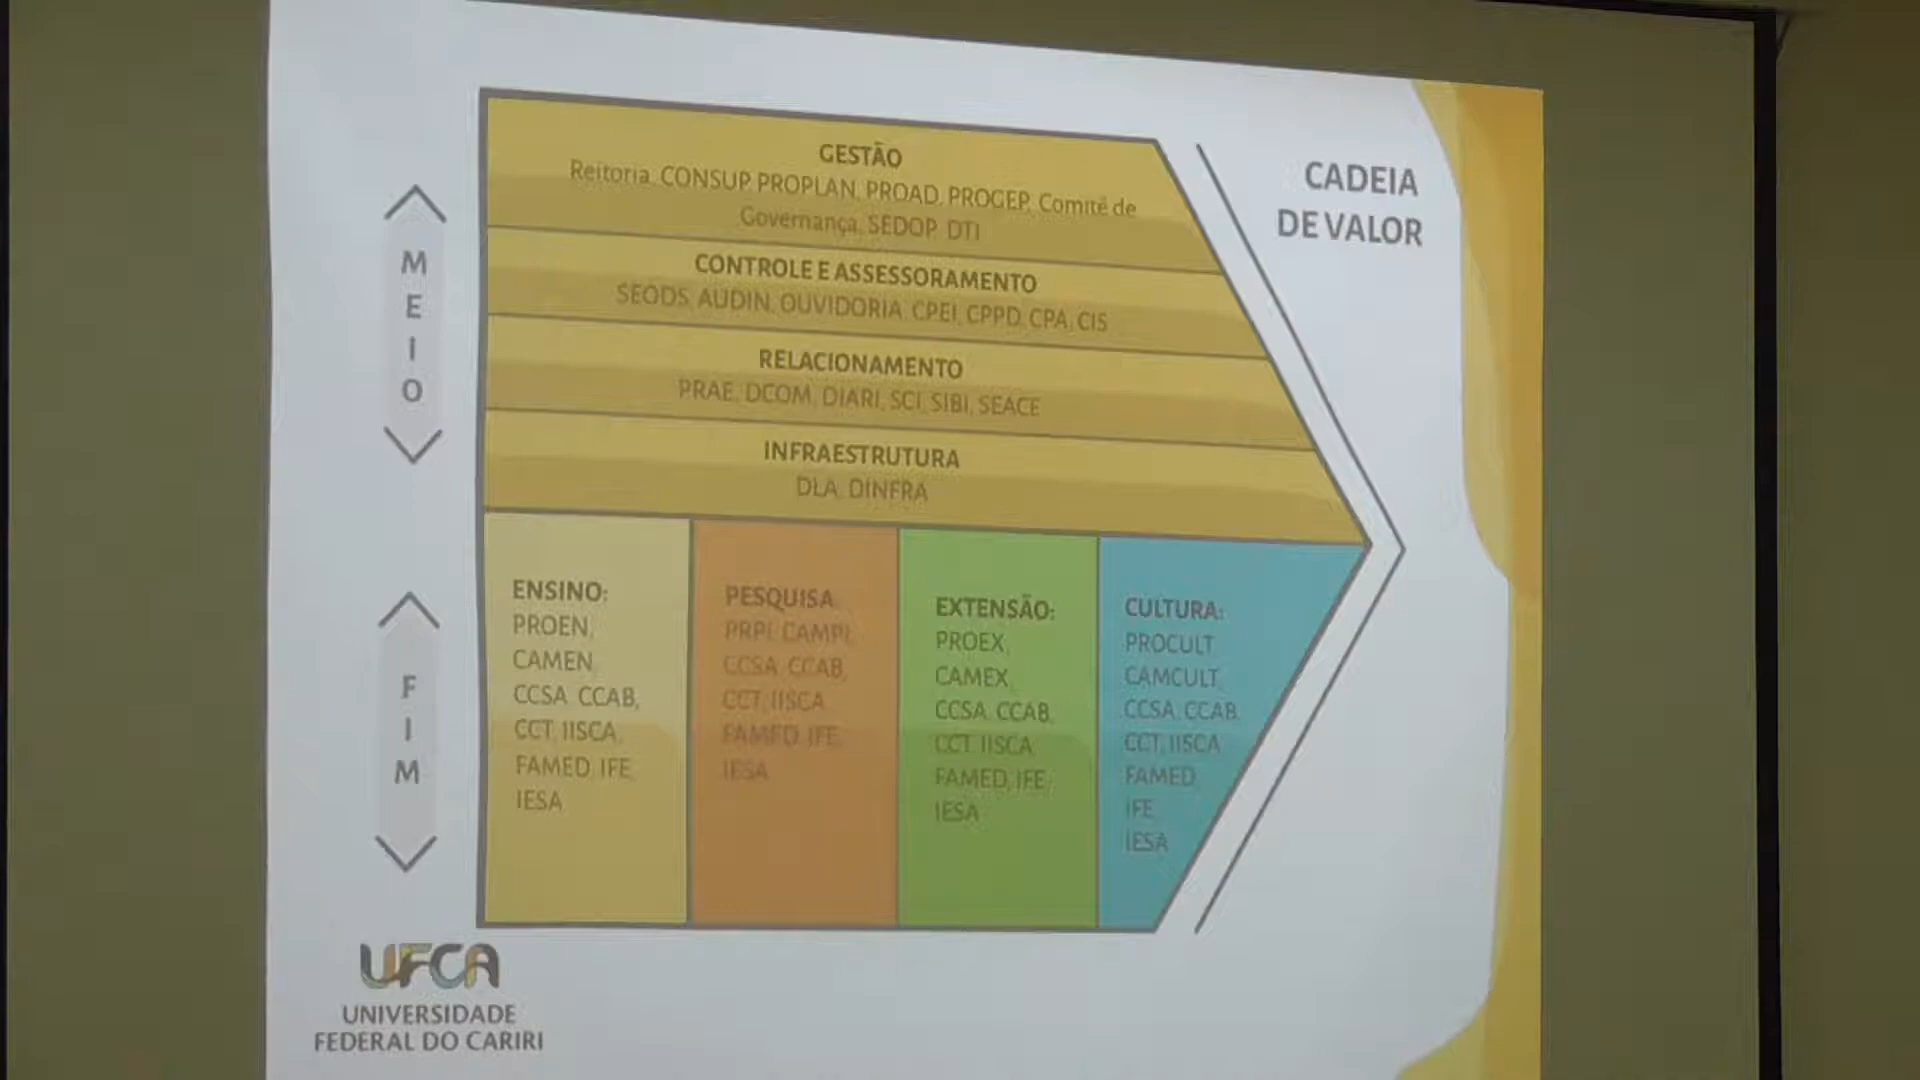 CADEIA
DE VALOR
MEIO
GESTÃO
Reitoria, CONSUP, PROPLAN, PROAD, PROGEP, Comitê de
Governança, SEDOP, DTI
CONTROLE E ASSESSORAMENTO
SEODS, AUDIN, OUVIDORIA, CPEI, CPPD, CPA, CIS
RELACIONAMENTO
PRAE, DCOM, DIARI, SCI, SIBI, SEACE
INFRAESTRUTURA
DLA, DINFRA
FIM
ENSINO:
PROEN,
CAMEN,
CCSA, CCAB,
CCT, IISCA,
FAMED, IFE,
IESA
PESQUISA:
PRPI, CAMPI,
CCSA, CCAB,
CCT, IISCA,
FAMED, IFE,
IESA
EXTENSÃO:
PROEX,
CAMEX,
CCSA, CCAB,
CCT, IISCA,
FAMED, IFE,
IESA
CULTURA:
PROCULT,
CAMCULT,
CCSA, CCAB,
CCT, IISCA,
FAMED,
IFE,
IESA
UFCA
UNIVERSIDADE
FEDERAL DO CARIRI